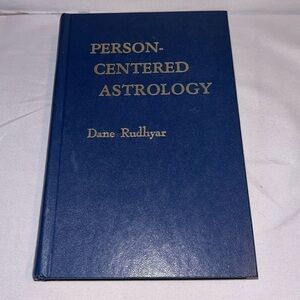 PERSON-
CENTERED
ASTROLOGY
Dane Rudhyar